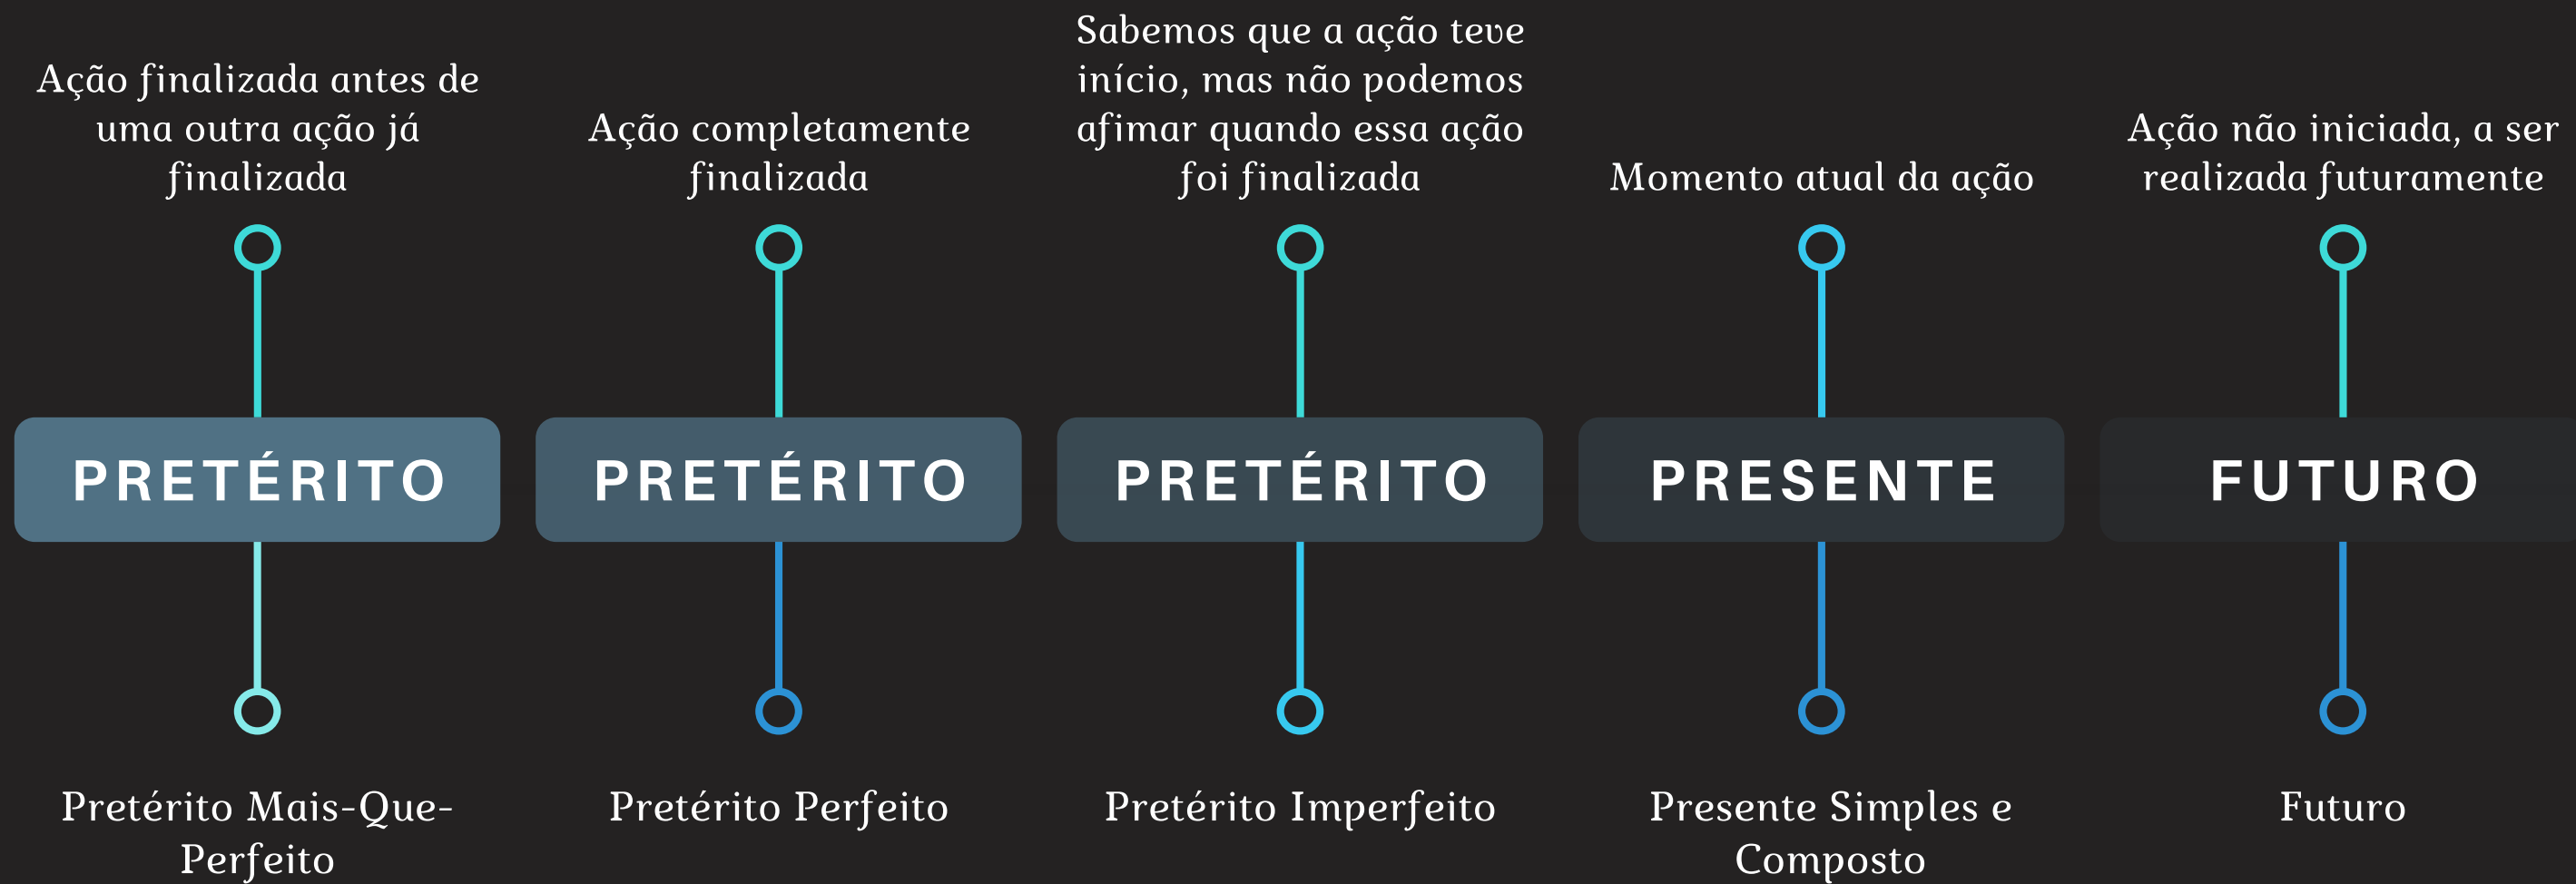 Ação finalizada antes de
uma outra ação já
finalizada
Ação completamente
finalizada
Sabemos que a ação teve
início, mas não podemos
afimar quando essa ação
foi finalizada
Momento atual da ação
Ação não iniciada, a ser
realizada futuramente
PRETÉRITO
PRETÉRITO
PRETÉRITO
PRESENTE
FUTURO
Pretérito Mais-Que-
Perfeito
Pretérito Perfeito
Pretérito Imperfeito
Presente Simples e
Composto
Futuro